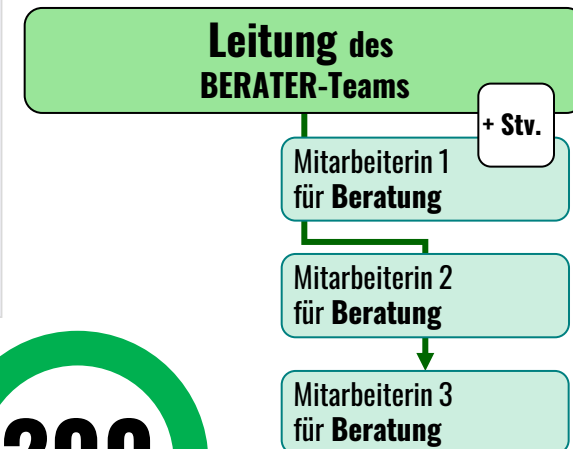 Leitung des
BERATER-Teams
+ Stv.
Mitarbeiterin 1
für Beratung
Mitarbeiterin 2
für Beratung
Mitarbeiterin 3
für Beratung